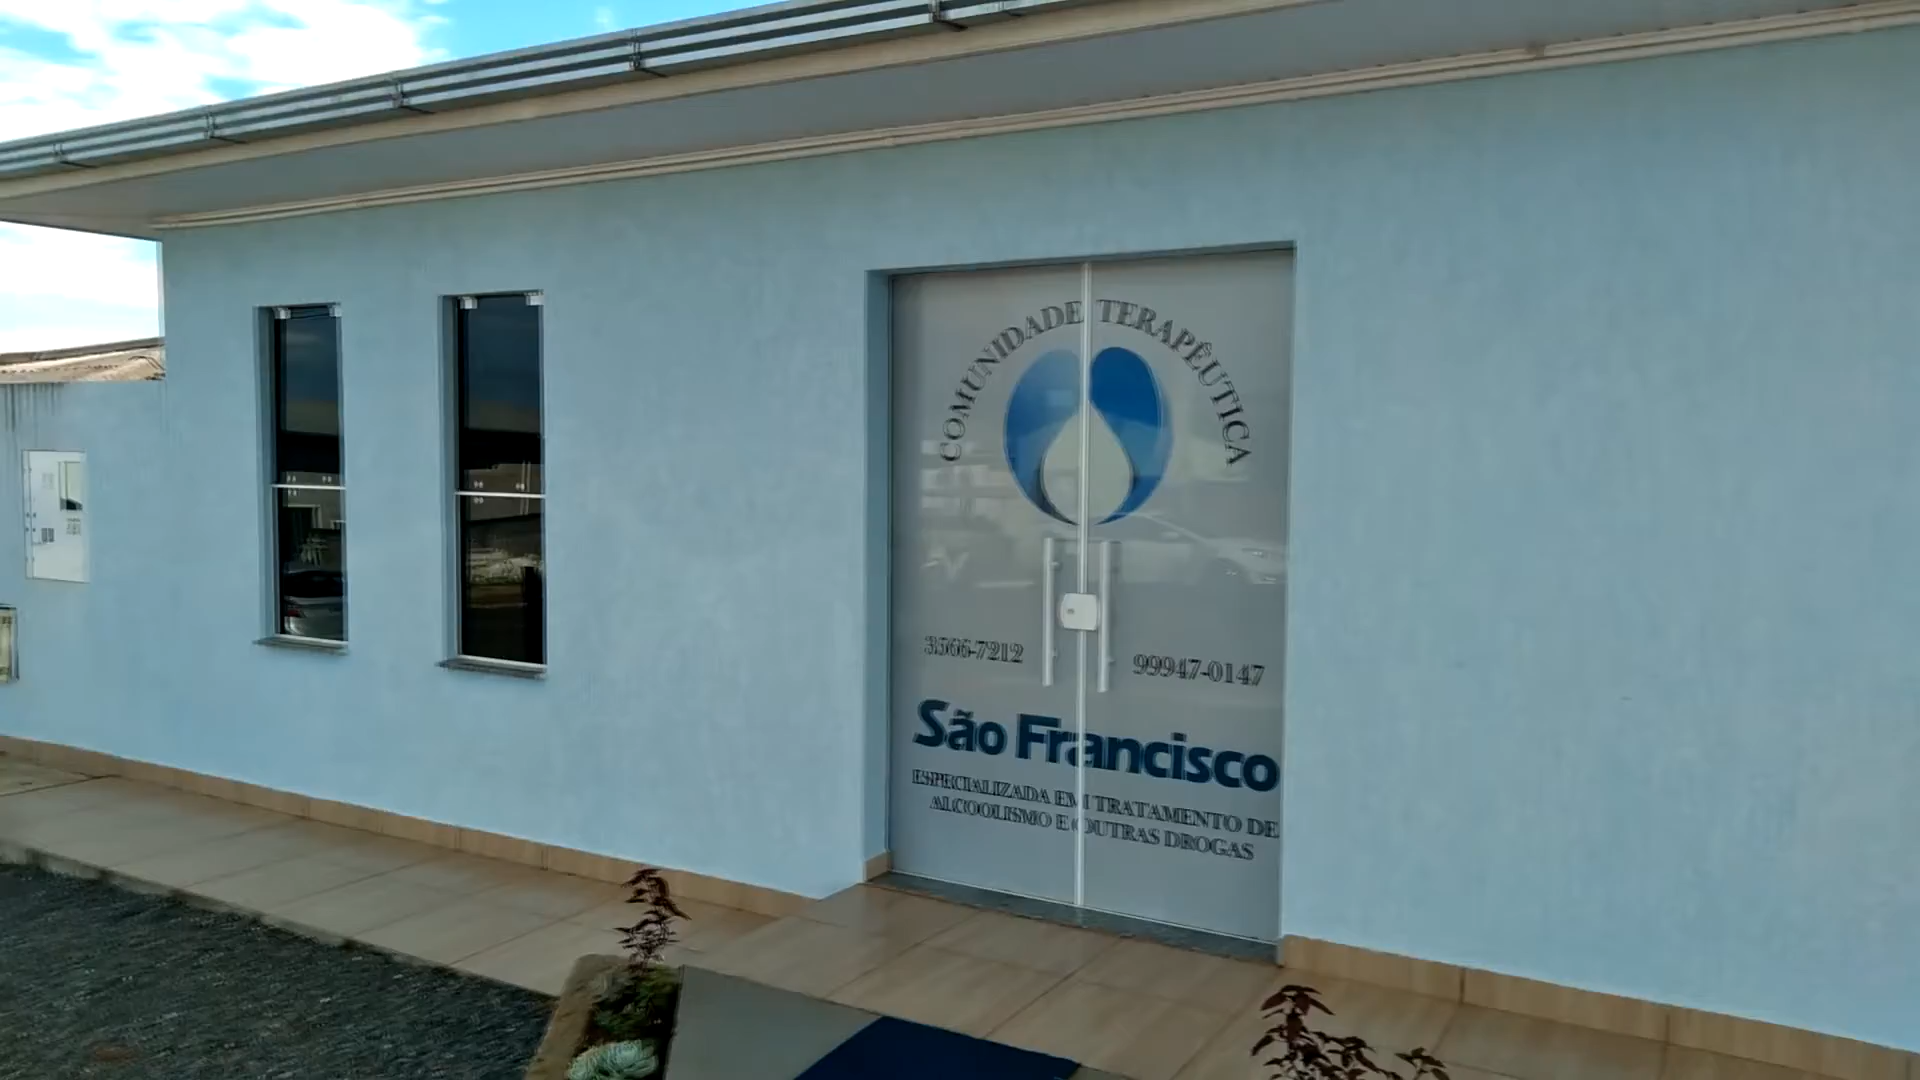 COMUNIDADE TERAPÊUTICA
3566-7212
99947-0147
São Francisco
ESPECIALIZADA EM TRATAMENTO DE
ALCOOLISMO E OUTRAS DROGAS